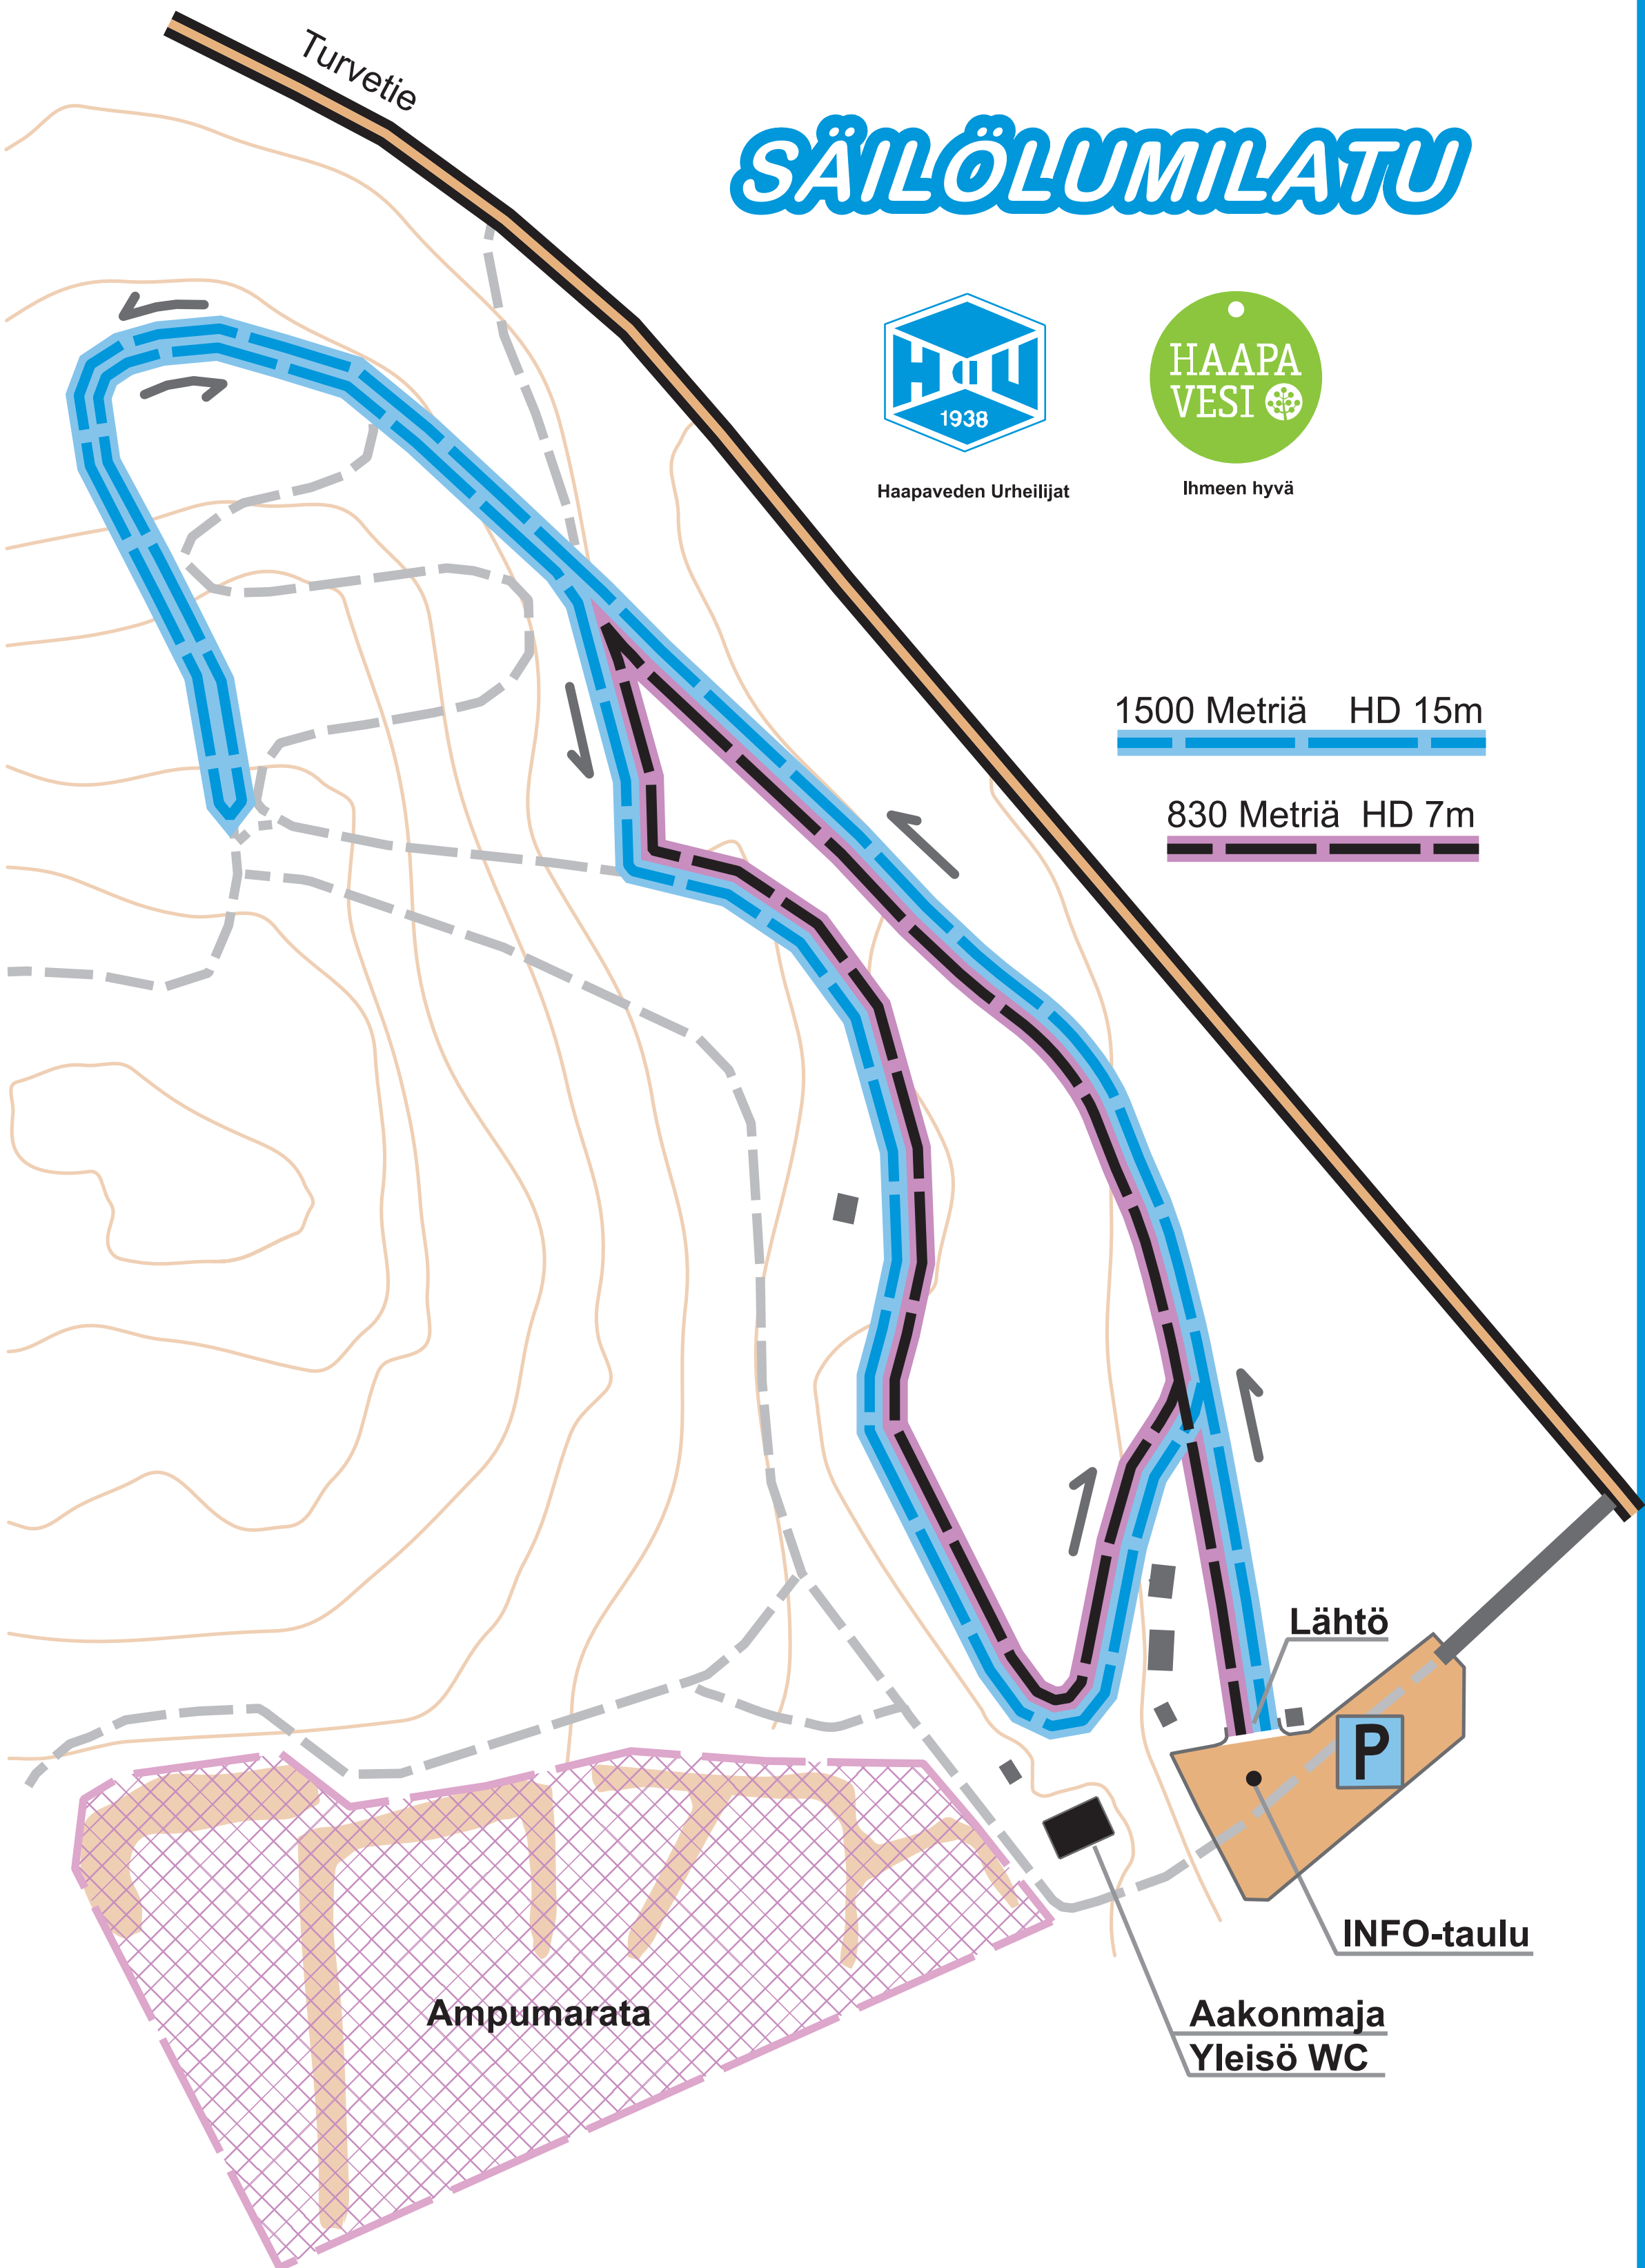 Turvetie
SÄILÖLUMILATU
HaU
1938
Haapaveden Urheilijat
HAAPA
VESI
Ihmeen hyvä
1500 Metriä HD 15m
830 Metriä HD 7m
Lähtö
P
INFO-taulu
Aakonmaja
Yleisö WC
Ampumarata